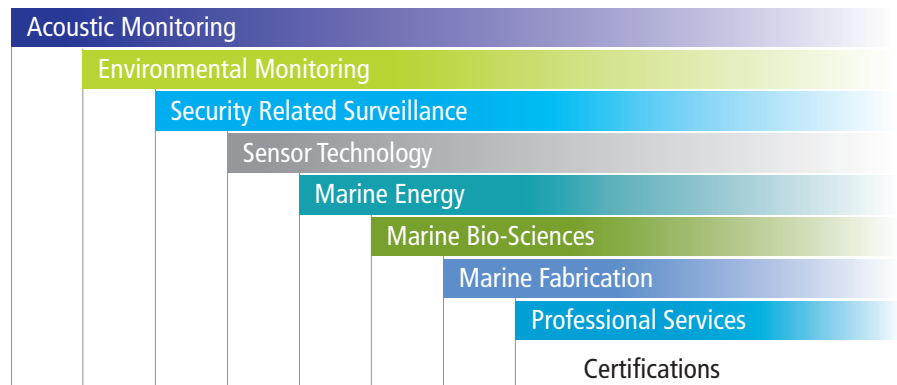 Acoustic Monitoring
Environmental Monitoring
Security Related Surveillance
Sensor Technology
Marine Energy
Marine Bio-Sciences
Marine Fabrication
Professional Services
Certifications